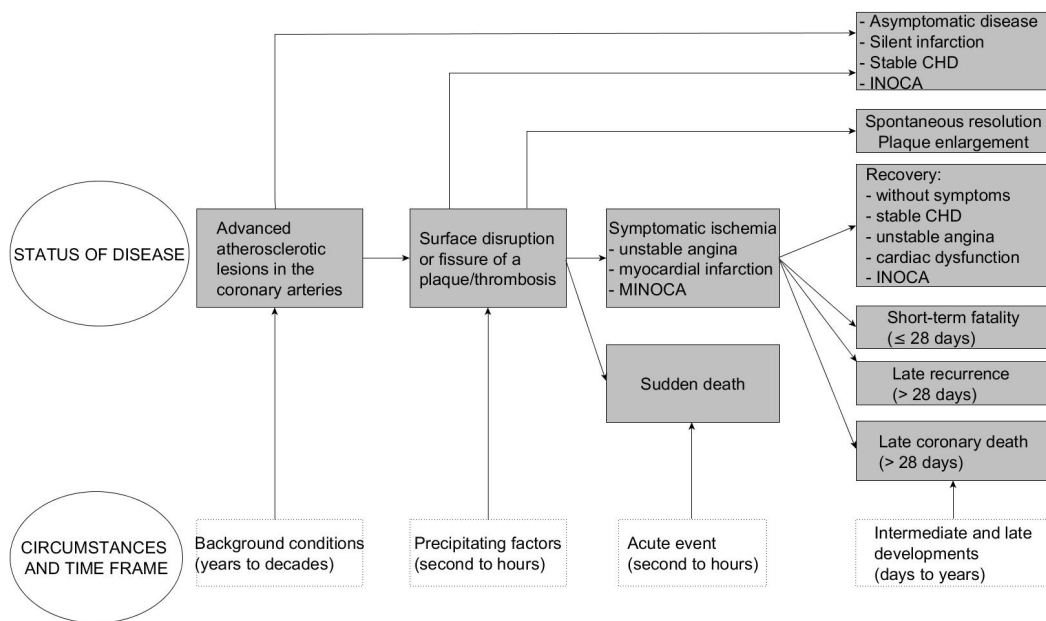 - Asymptomatic disease
- Silent infarction
- Stable CHD
- INOCA
Spontaneous resolution
Plaque enlargement
STATUS OF DISEASE
Advanced
atherosclerotic
lesions in the
coronary arteries
Surface disruption
or fissure of a
plaque/thrombosis
Symptomatic ischemia
- unstable angina
- myocardial infarction
- MINOCA
Recovery:
- without symptoms
- stable CHD
- unstable angina
- cardiac dysfunction
- INOCA
Short-term fatality
(≤ 28 days)
Sudden death
Late recurrence
(> 28 days)
Late coronary death
(> 28 days)
CIRCUMSTANCES
AND TIME FRAME
Background conditions
(years to decades)
Precipitating factors
(second to hours)
Acute event
(second to hours)
Intermediate and late
developments
(days to years)